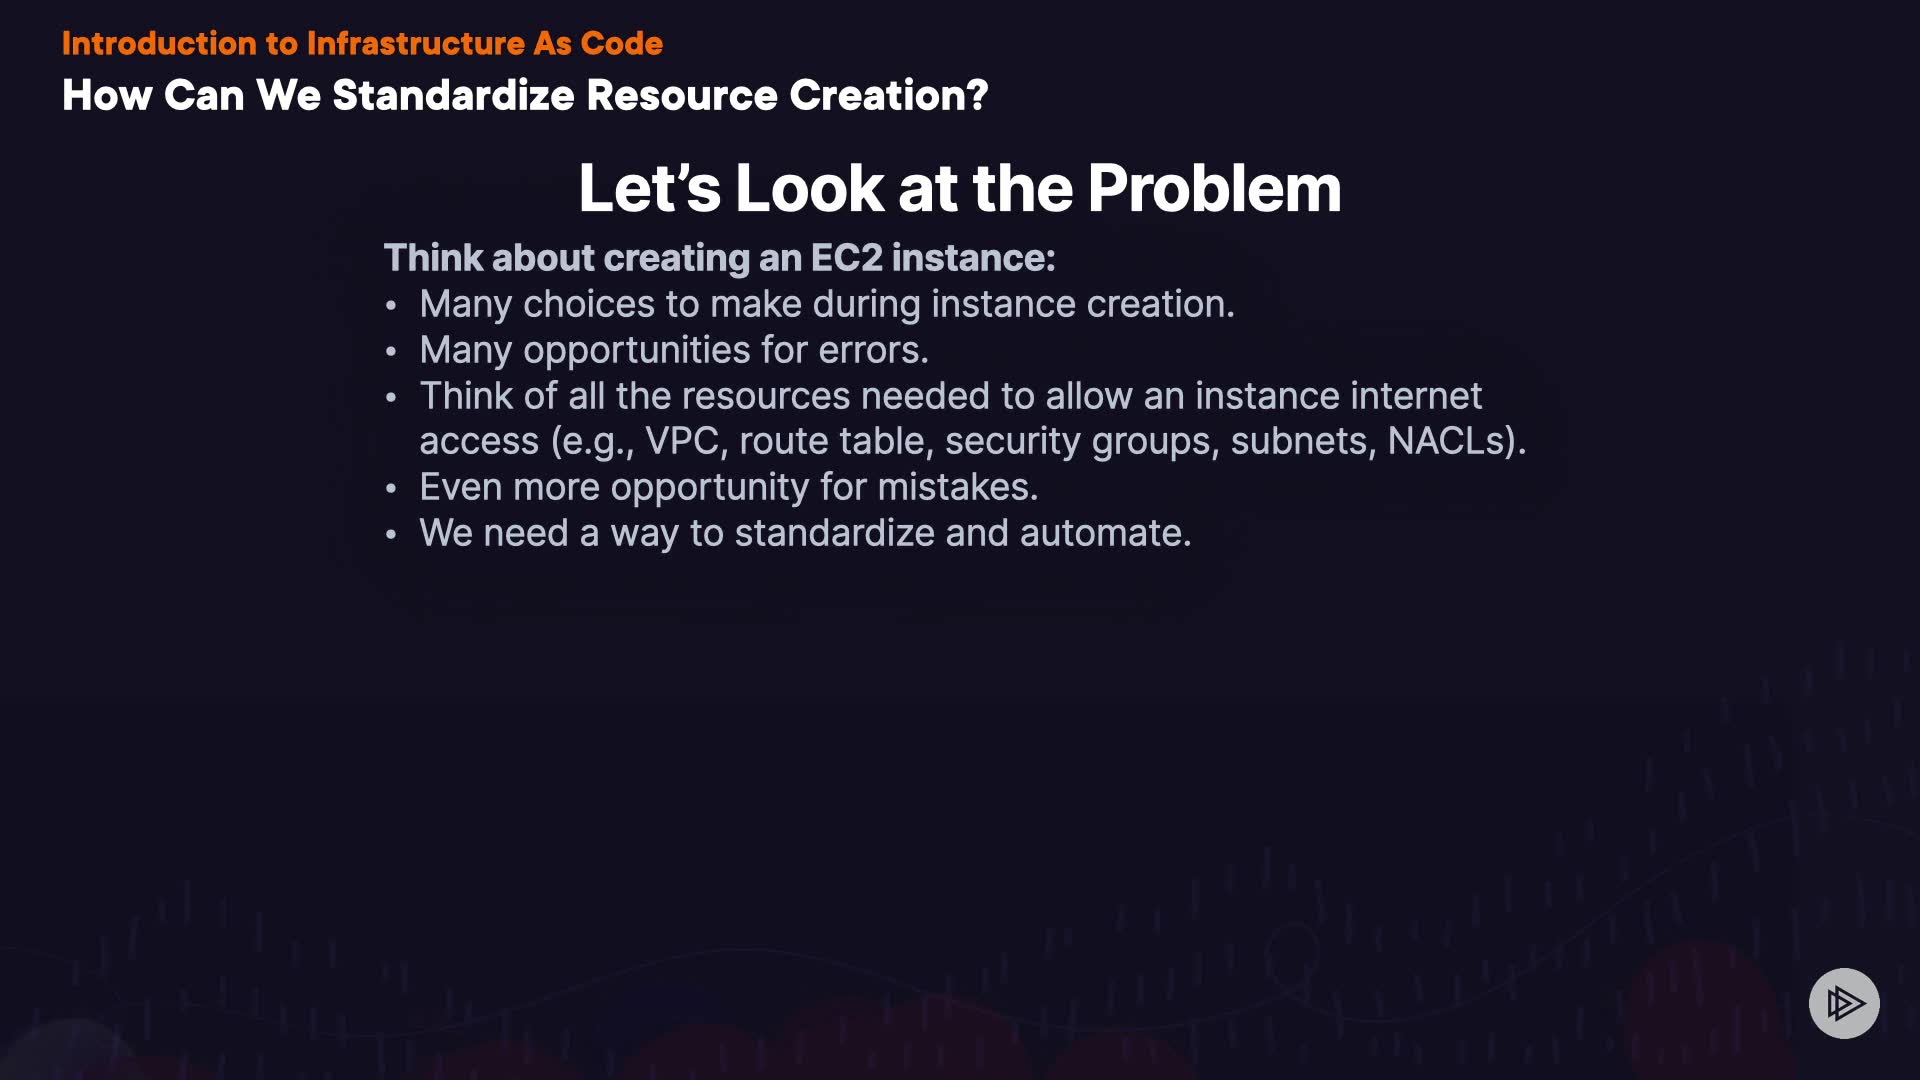 Introduction to Infrastructure As Code
How Can We Standardize Resource Creation?
Let’s Look at the Problem
Think about creating an EC2 instance:
• Many choices to make during instance creation.
• Many opportunities for errors.
• Think of all the resources needed to allow an instance internet
access (e.g., VPC, route table, security groups, subnets, NACLs).
• Even more opportunity for mistakes.
• We need a way to standardize and automate.